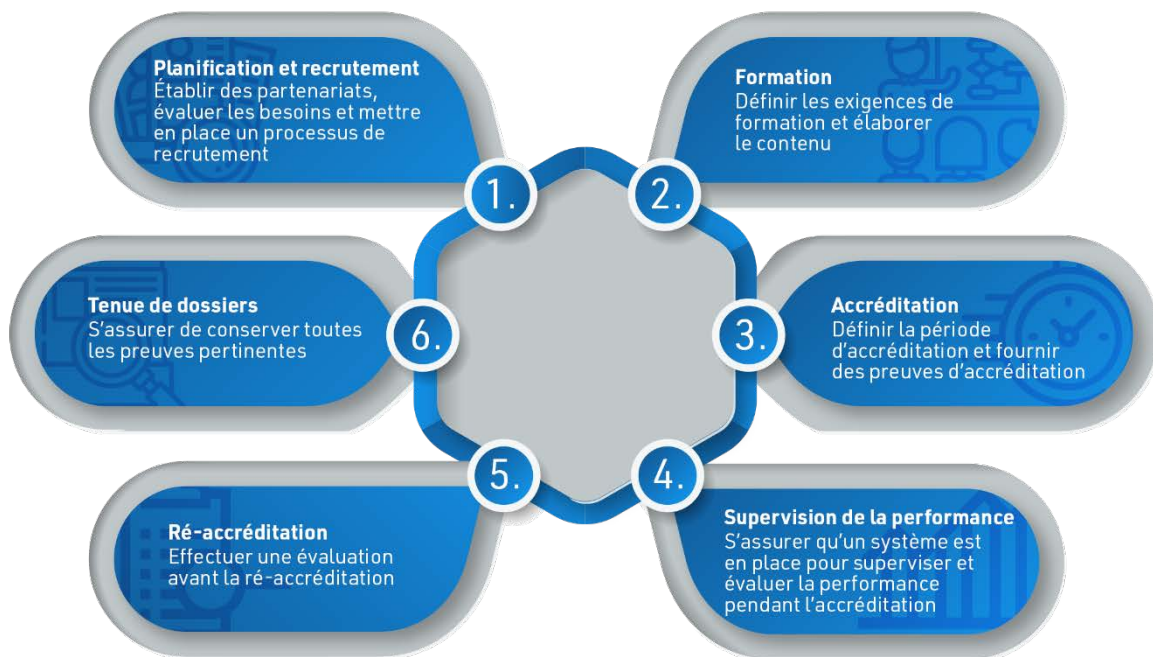 1.
Planification et recrutement
Établir des partenariats,
évaluer les besoins et mettre
en place un processus de
recrutement
2.
Formation
Définir les exigences de
formation et élaborer
le contenu
3.
Accréditation
Définir la période
d'accréditation et fournir
des preuves d'accréditation
4.
Supervision de la performance
S'assurer qu'un système est
en place pour superviser et
évaluer la performance
pendant l'accréditation
5.
Ré-accréditation
Effectuer une évaluation
avant la ré-accréditation
6.
Tenue de dossiers
S'assurer de conserver toutes
les preuves pertinentes